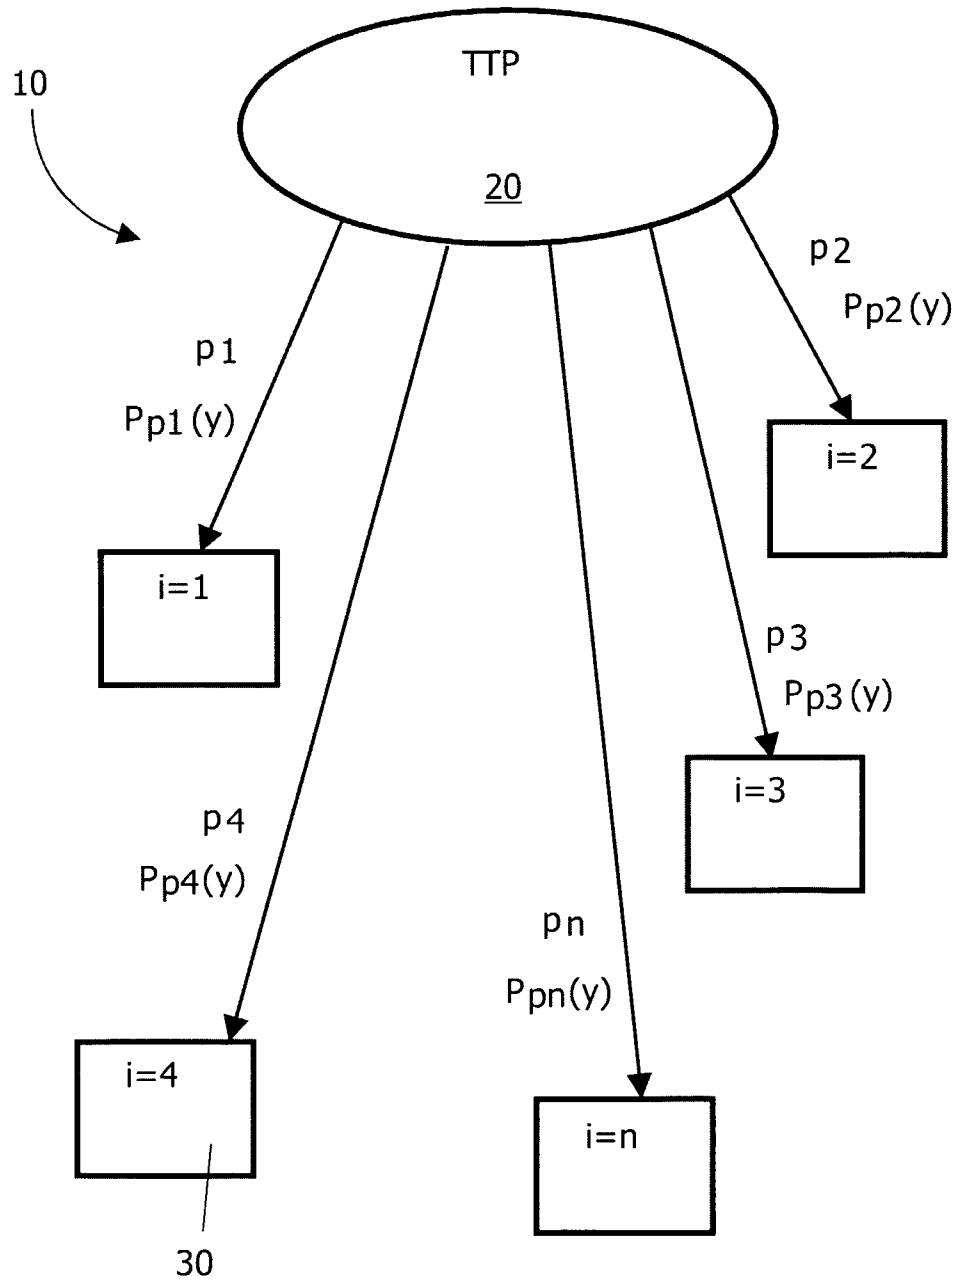 TTP
10
20
p2
Pp2(y)
p1
Pp1(y)
i=2
i=1
p3
Pp3(y)
i=3
p4
Pp4(y)
pn
Ppn(y)
i=4
i=n
30